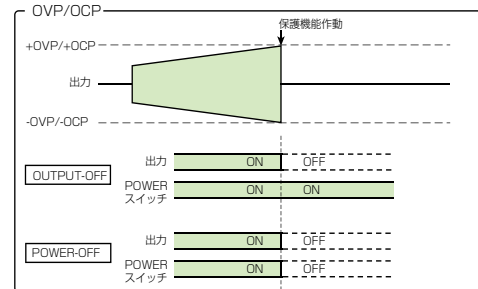 OVP/OCP
保護機能作動
+OVP/+OCP
出力
-OVP/-OCP
出力 ON OFF
OUTPUT-OFF
POWER
スイッチ ON ON
出力 ON OFF
POWER-OFF
POWER
スイッチ ON OFF